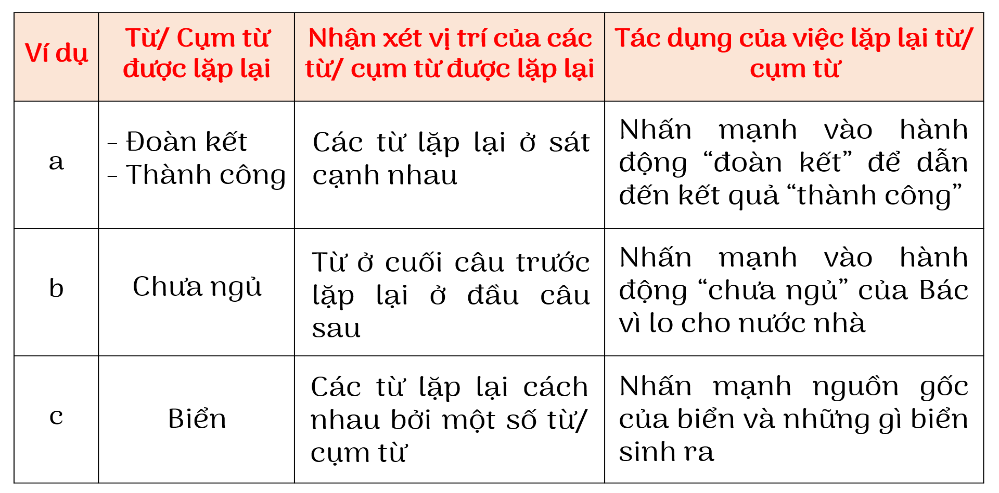 Ví dụ
Từ/ Cụm từ
được lặp lại
Nhận xét vị trí của các
từ/ cụm từ được lặp lại
Tác dụng của việc lặp lại từ/
cụm từ
a
- Đoàn kết
- Thành công
Các từ lặp lại ở sát
cạnh nhau
Nhấn mạnh vào hành
động “đoàn kết” để dẫn
đến kết quả “thành công”
b
Chưa ngủ
Từ ở cuối câu trước
lặp lại ở đầu câu
sau
Nhấn mạnh vào hành
động “chưa ngủ” của Bác
vì lo cho nước nhà
c
Biển
Các từ lặp lại cách
nhau bởi một số từ/
cụm từ
Nhấn mạnh nguồn gốc
của biển và những gì biển
sinh ra